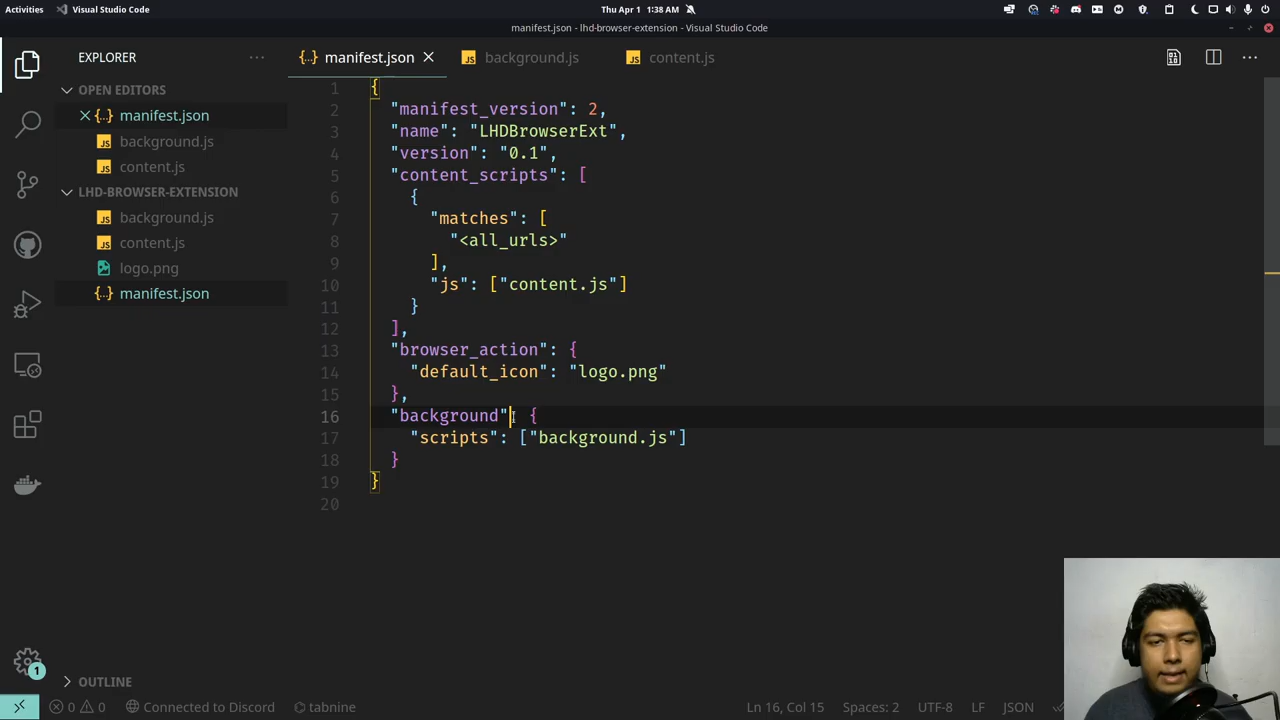 Activities
Visual Studio Code
Thu Apr 1 1:38 AM
manifest.json - lhd-browser-extension - Visual Studio Code
EXPLORER
manifest.json
background.js
content.js
OPEN EDITORS
manifest.json
background.js
content.js
LHD-BROWSER-EXTENSION
background.js
content.js
logo.png
manifest.json
1 {
2 "manifest_version": 2,
3 "name": "LHDBrowserExt",
4 "version": "0.1",
5 "content_scripts": [
6 {
7 "matches": [
8 "<all_urls>"
9 ],
10 "js": ["content.js"]
11 }
12 ],
13 "browser_action": {
14 "default_icon": "logo.png"
15 },
16 "background": {
17 "scripts": ["background.js"]
18 }
19 }
20
OUTLINE
1
0 0 Connected to Discord tabnine Ln 16, Col 15 Spaces: 2 UTF-8 LF JSON